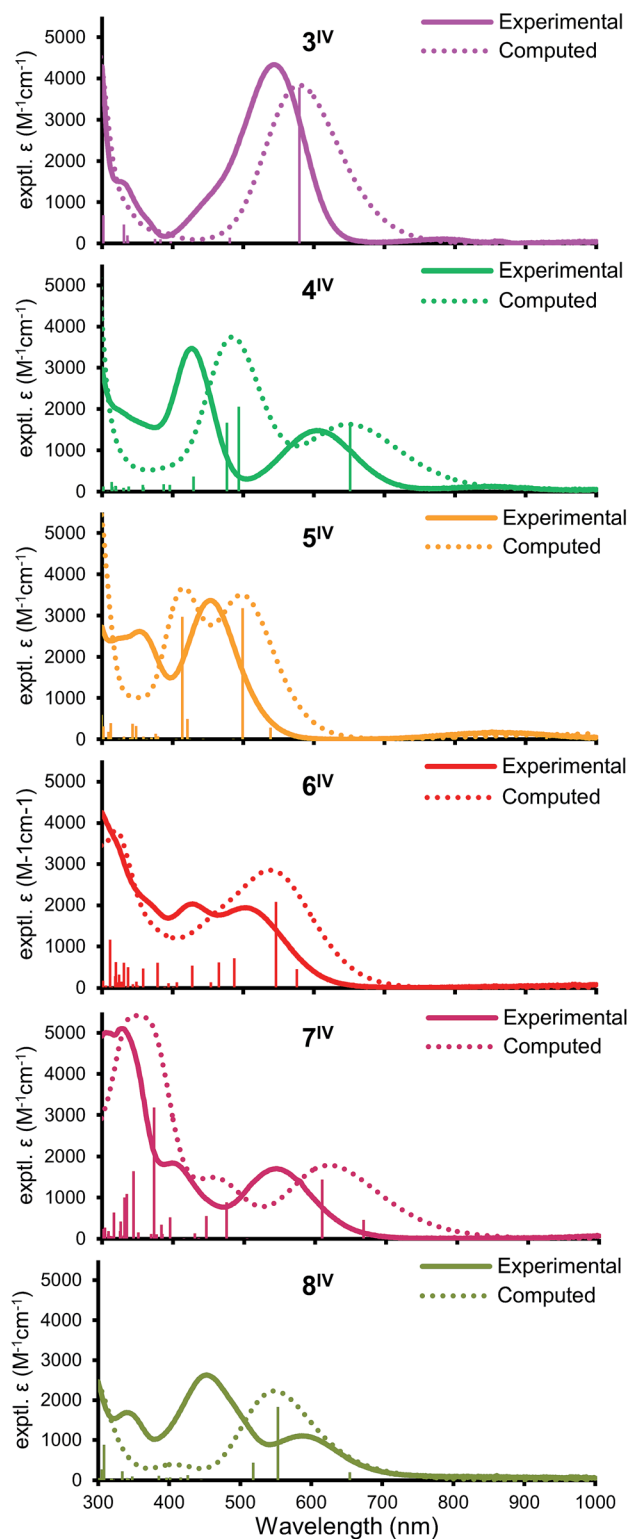 5000
4000
3000
2000
1000
0
exptl. ε (M⁻¹cm⁻¹)
3ᴵⱽ
Experimental
Computed
5000
4000
3000
2000
1000
0
exptl. ε (M⁻¹cm⁻¹)
4ᴵⱽ
Experimental
Computed
5000
4000
3000
2000
1000
0
exptl. ε (M⁻¹cm⁻¹)
5ᴵⱽ
Experimental
Computed
5000
4000
3000
2000
1000
0
exptl. ε (M-1cm-1)
6ᴵⱽ
Experimental
Computed
5000
4000
3000
2000
1000
0
exptl. ε (M⁻¹cm⁻¹)
7ᴵⱽ
Experimental
Computed
5000
4000
3000
2000
1000
0
exptl. ε (M⁻¹cm⁻¹)
8ᴵⱽ
Experimental
Computed
300 400 500 600 700 800 900 1000
Wavelength (nm)